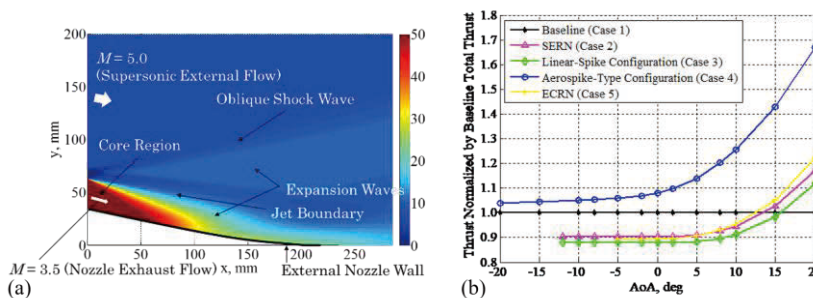 200
150
y, mm
100
50
0
M = 5.0
(Supersonic External Flow)
Oblique Shock Wave
Core Region
Expansion Waves
Jet Boundary
0 50 100 150 200 250
M = 3.5 (Nozzle Exhaust Flow) x, mm External Nozzle Wall
50
40
30
20
10
0
(a)
Thrust Normalized by Baseline Total Thrust
1.8
1.7
1.6
1.5
1.4
1.3
1.2
1.1
1.0
0.9
0.8
Baseline (Case 1)
SERN (Case 2)
Linear-Spike Configuration (Case 3)
Aerospike-Type Configuration (Case 4)
ECRN (Case 5)
-20 -15 -10 -5 0 5 10 15 20
AoA, deg
(b)